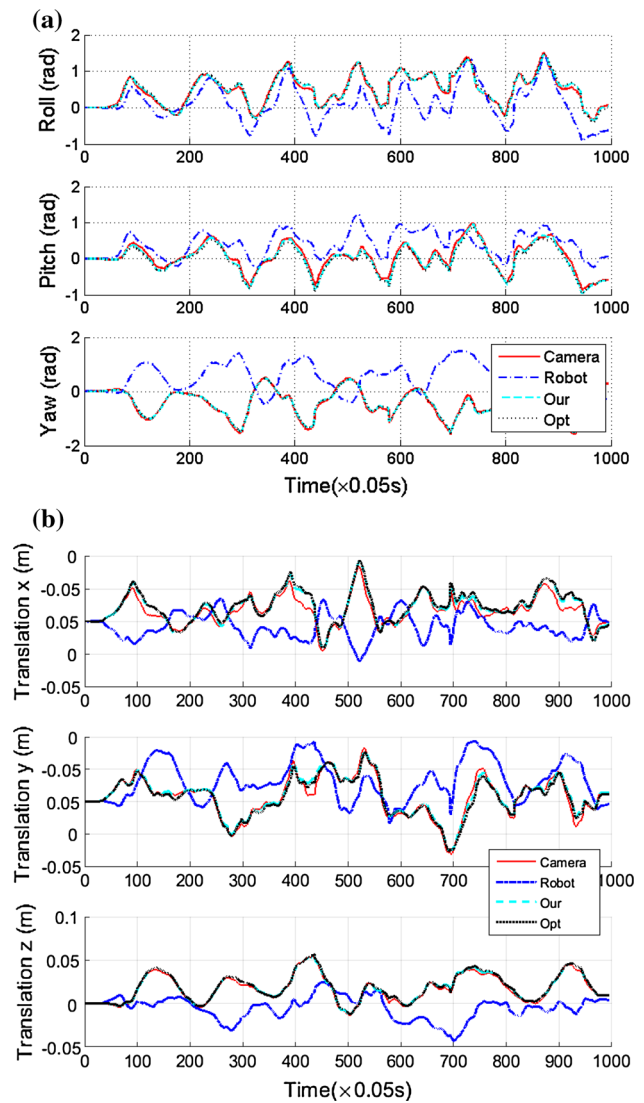 (a)
Roll (rad)
2
1
0
-1
0 200 400 600 800 1000
Pitch (rad)
2
1
0
-1
0 200 400 600 800 1000
Yaw (rad)
2
0
-2
Camera
Robot
Our
Opt
0 200 400 600 800 1000
Time(×0.05s)
(b)
Translation x (m)
0
-0.05
0.05
0
-0.05
0 100 200 300 400 500 600 700 800 900 1000
Translation y (m)
0
-0.05
0.05
0
-0.05
0 100 200 300 400 500 600 700 800 900 1000
Camera
Robot
Our
Opt
Translation z (m)
0.1
0.05
0
-0.05
0 100 200 300 400 500 600 700 800 900 1000
Time(×0.05s)